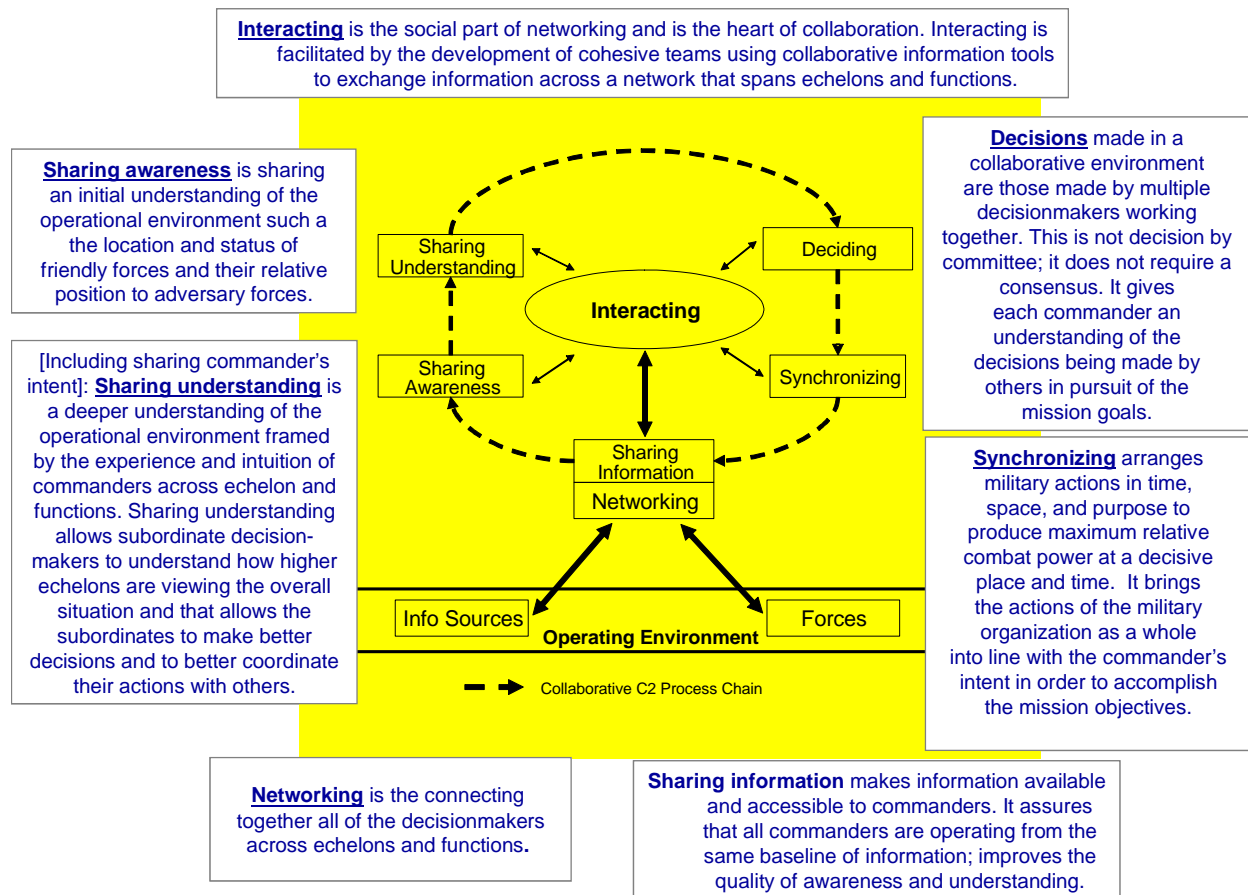 Interacting is the social part of networking and is the heart of collaboration. Interacting is
facilitated by the development of cohesive teams using collaborative information tools
to exchange information across a network that spans echelons and functions.
Sharing awareness is sharing
an initial understanding of the
operational environment such a
the location and status of
friendly forces and their relative
position to adversary forces.
[Including sharing commander's
intent]: Sharing understanding is
a deeper understanding of the
operational environment framed
by the experience and intuition of
commanders across echelon and
functions. Sharing understanding
allows subordinate decision-
makers to understand how higher
echelons are viewing the overall
situation and that allows the
subordinates to make better
decisions and to better coordinate
their actions with others.
Sharing
Understanding
Deciding
Interacting
Sharing
Awareness
Synchronizing
Sharing
Information
Networking
Info Sources
Forces
Operating Environment
Collaborative C2 Process Chain
Decisions made in a
collaborative environment
are those made by multiple
decisionmakers working
together. This is not decision by
committee; it does not require a
consensus. It gives
each commander an
understanding of the
decisions being made by
others in pursuit of the
mission goals.
Synchronizing arranges
military actions in time,
space, and purpose to
produce maximum relative
combat power at a decisive
place and time. It brings
the actions of the military
organization as a whole
into line with the commander's
intent in order to accomplish
the mission objectives.
Networking is the connecting
together all of the decisionmakers
across echelons and functions.
Sharing information makes information available
and accessible to commanders. It assures
that all commanders are operating from the
same baseline of information; improves the
quality of awareness and understanding.